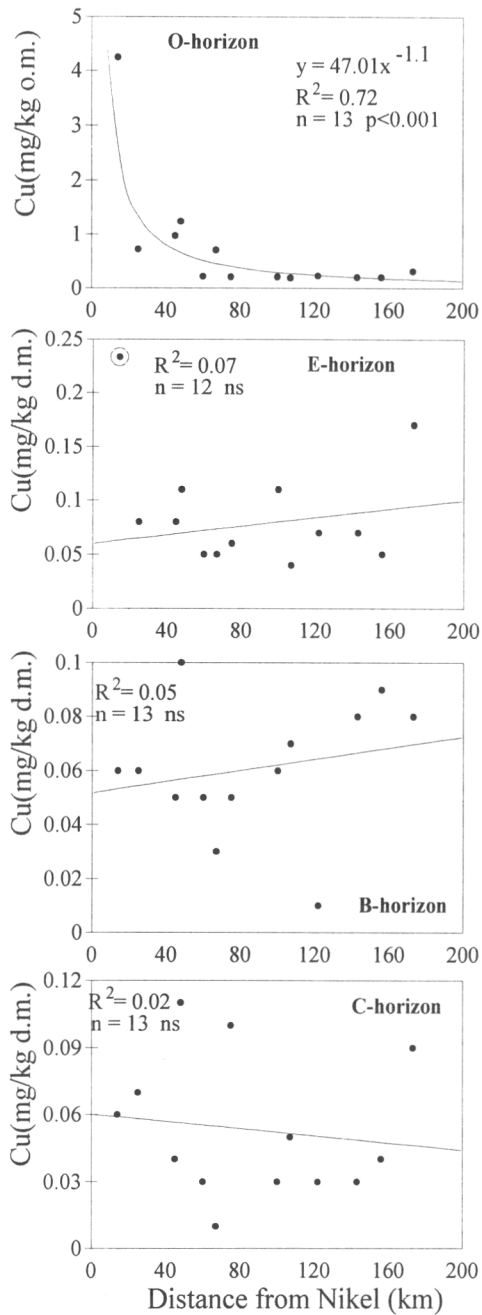 O-horizon
y = 47.01x^-1.1
R²= 0.72
n = 13 p<0.001
Cu(mg/kg o.m.)
5
4
3
2
1
0
0 40 80 120 160 200
E-horizon
R²= 0.07
n = 12 ns
Cu(mg/kg d.m.)
0.25
0.2
0.15
0.1
0.05
0
0 40 80 120 160 200
R²= 0.05
n = 13 ns
Cu(mg/kg d.m.)
0.1
0.08
0.06
0.04
0.02
0
B-horizon
0 40 80 120 160 200
R²= 0.02
n = 13 ns
C-horizon
Cu(mg/kg d.m.)
0.12
0.09
0.06
0.03
0
0 40 80 120 160 200
Distance from Nikel (km)